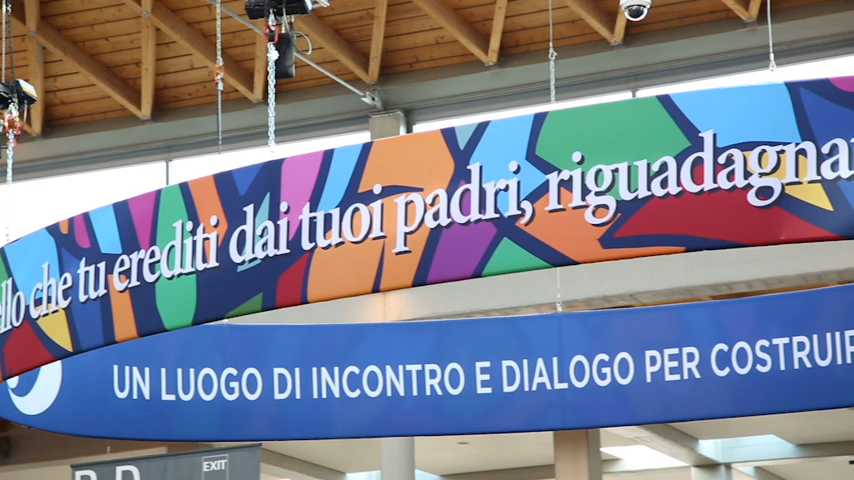 llo che tu erediti dai tuoi padri, riguadagna
UN LUOGO DI INCONTRO E DIALOGO PER COSTRUIR
EXIT